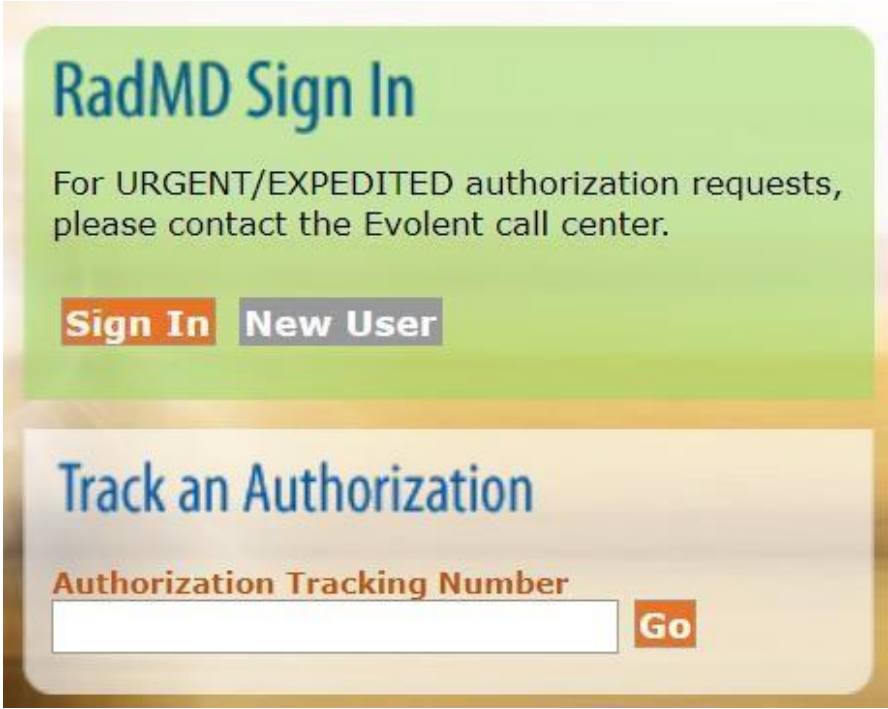 RadMD Sign In
For URGENT/EXPEDITED authorization requests,
please contact the Evolent call center.
Sign In New User
Track an Authorization
Authorization Tracking Number
Go